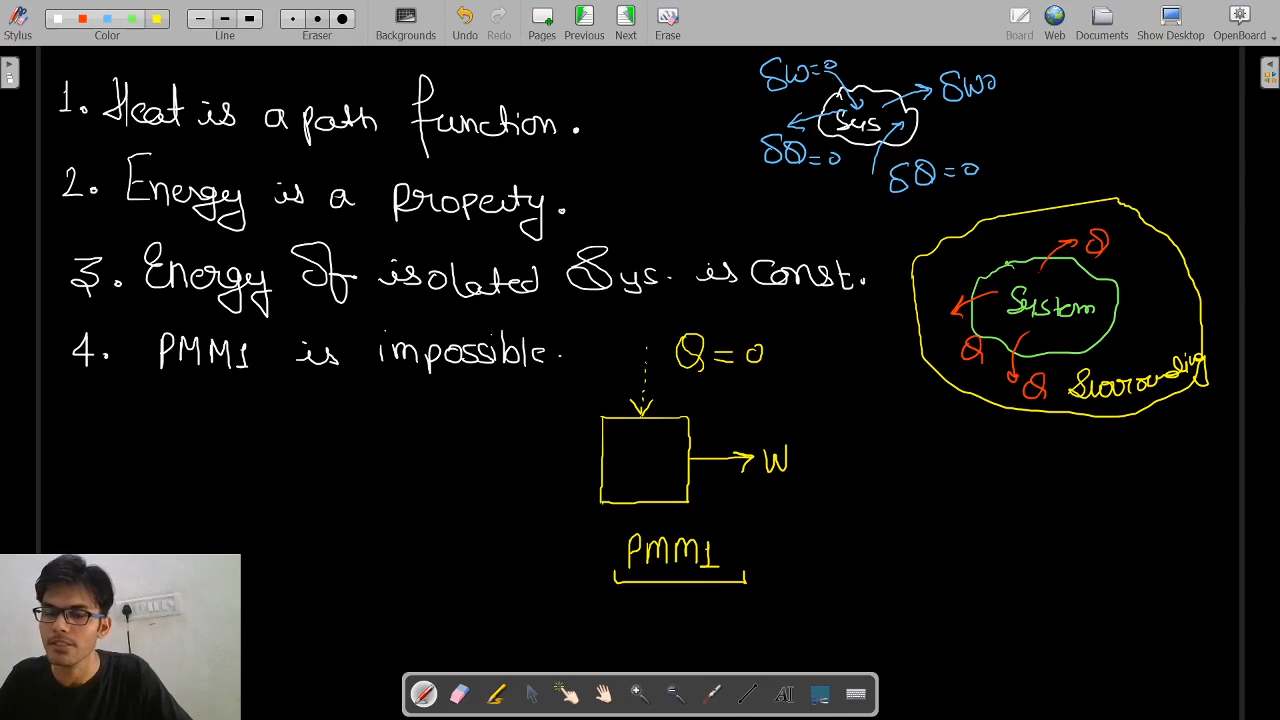 Stylus
Color
Line
Eraser
Backgrounds
Undo
Redo
Pages
Previous
Next
Erase
Board
Web
Documents
Show Desktop
OpenBoard
1. Heat is a path function.
2. Energy is a property.
3. Energy of isolated Sys. is const.
4. PMM1 is impossible.
δW=0
δW0
Sys
δQ=0
δQ=0
Q
System
Q
Q
Surrounding
Q = 0
W
PMM1